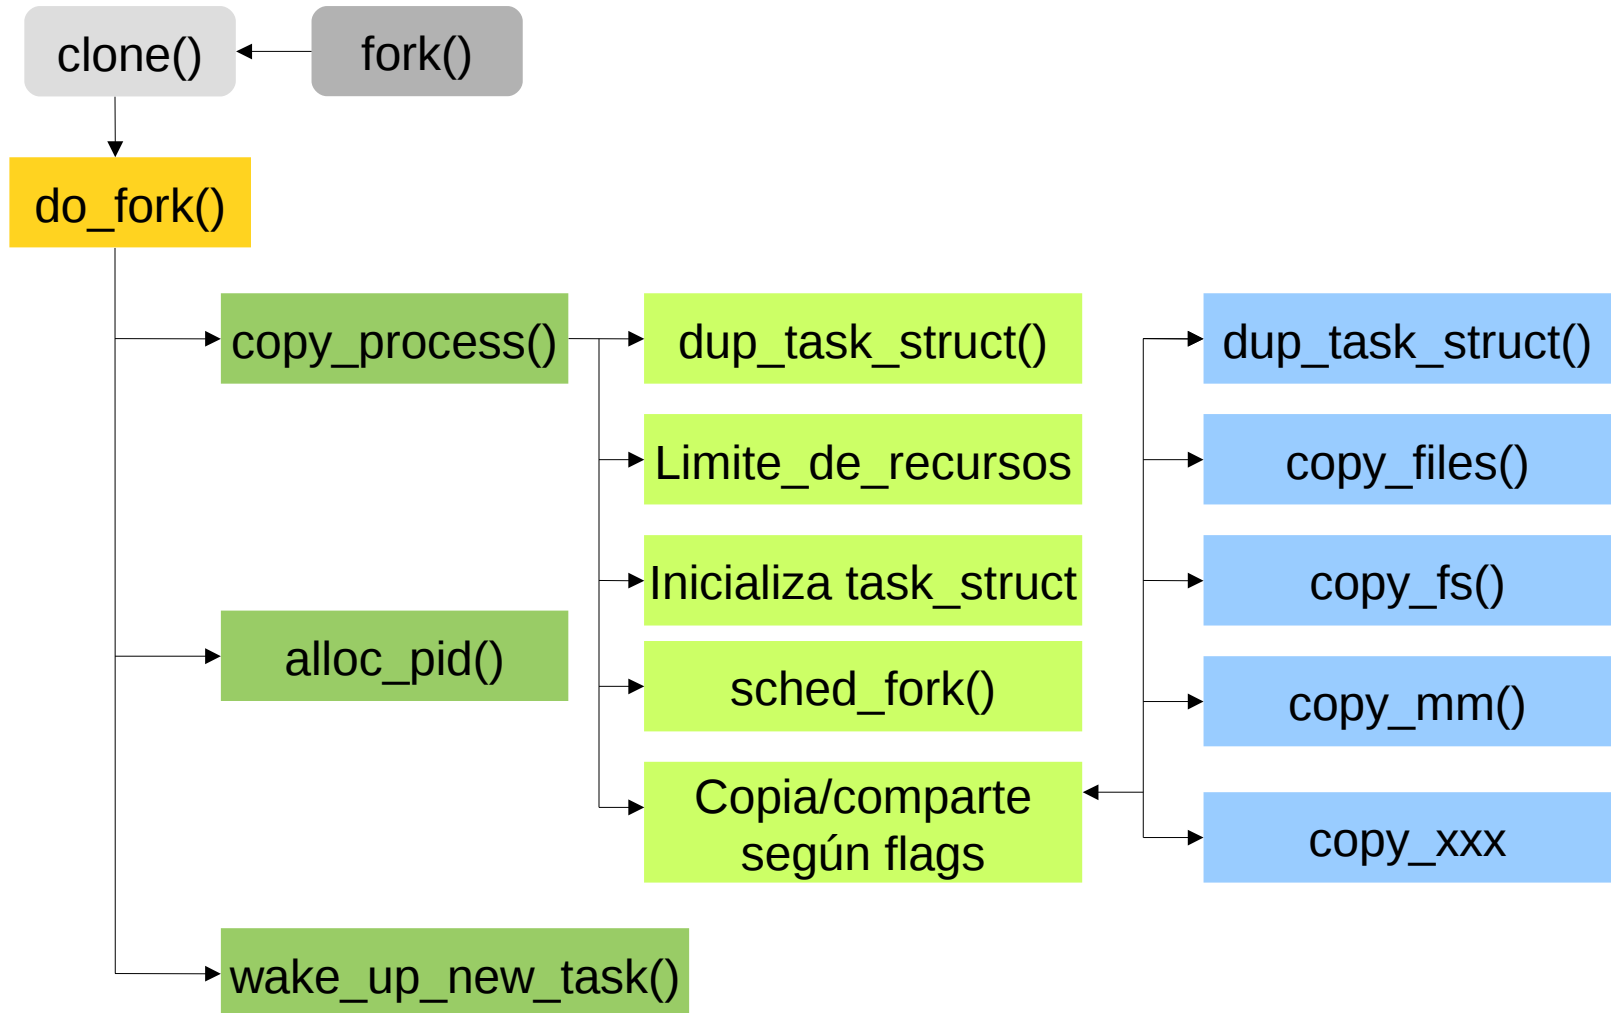 clone()
fork()
do_fork()
copy_process()
dup_task_struct()
dup_task_struct()
Limite_de_recursos
copy_files()
Inicializa task_struct
copy_fs()
alloc_pid()
sched_fork()
copy_mm()
Copia/comparte
según flags
copy_xxx
wake_up_new_task()